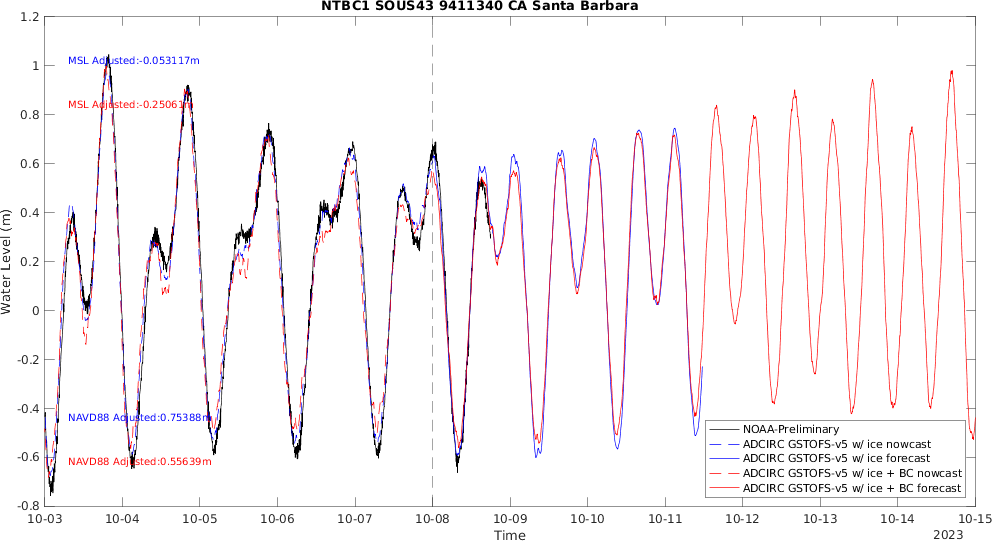 NTBC1 SOUS43 9411340 CA Santa Barbara
1.2
1
0.8
0.6
0.4
0.2
0
-0.2
-0.4
-0.6
-0.8
Water Level (m)
MSL Adjusted:-0.053117m
MSL Adjusted:-0.25061m
NAVD88 Adjusted:0.75388m
NAVD88 Adjusted:0.55639m
NOAA-Preliminary
ADCIRC GSTOFS-v5 w/ ice nowcast
ADCIRC GSTOFS-v5 w/ ice forecast
ADCIRC GSTOFS-v5 w/ ice + BC nowcast
ADCIRC GSTOFS-v5 w/ ice + BC forecast
10-03 10-04 10-05 10-06 10-07 10-08 10-09 10-10 10-11 10-12 10-13 10-14 10-15
Time
2023